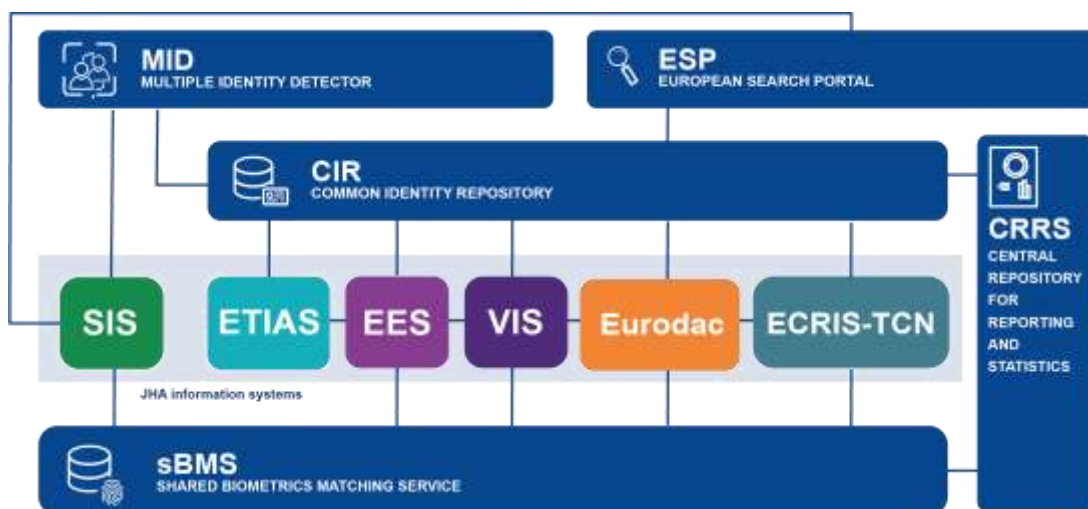 MID
MULTIPLE IDENTITY DETECTOR
ESP
EUROPEAN SEARCH PORTAL
CIR
COMMON IDENTITY REPOSITORY
CRRS
CENTRAL
REPOSITORY
FOR
REPORTING
AND
STATISTICS
SIS
ETIAS
EES
VIS
Eurodac
ECRIS-TCN
JHA information systems
sBMS
SHARED BIOMETRICS MATCHING SERVICE